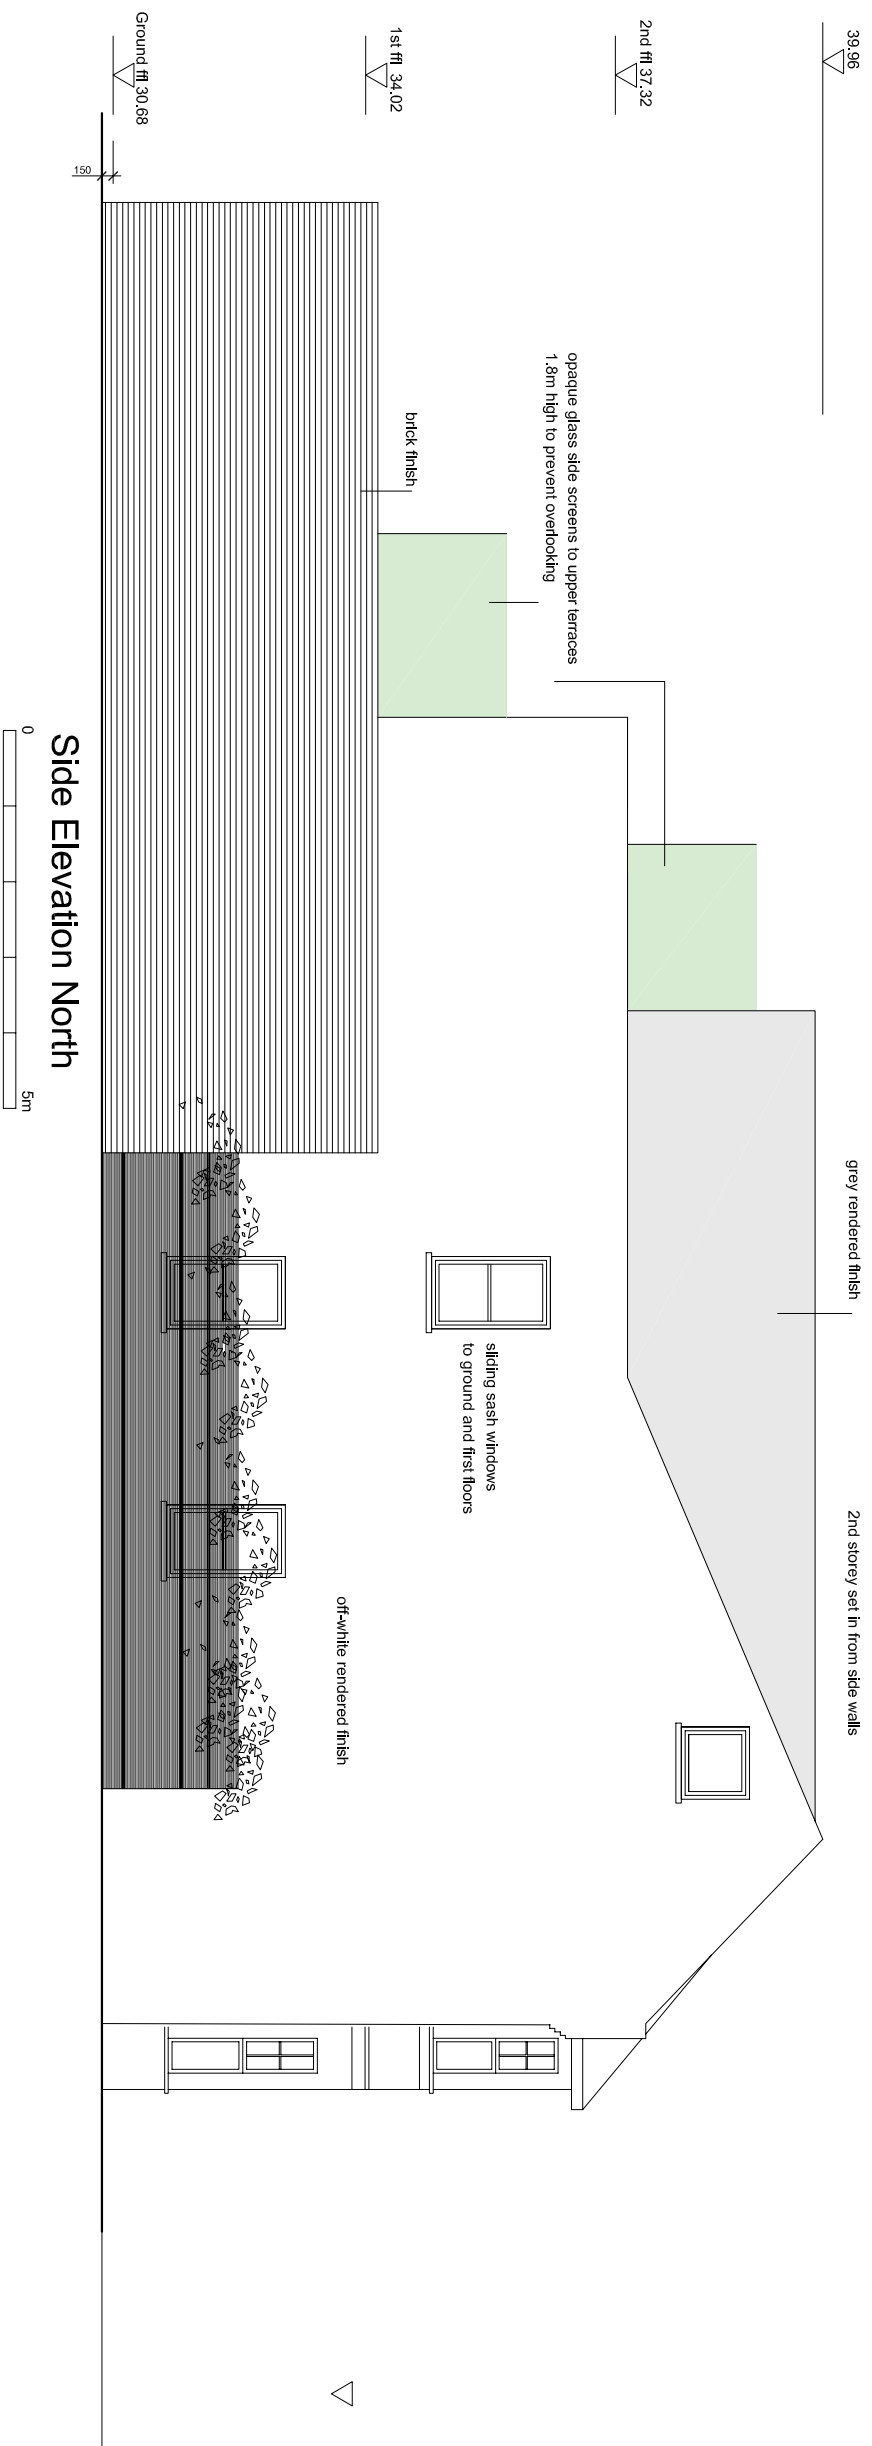 39.96
2nd ffl 37.32
1st ffl 34.02
Ground ffl 30.68
150
grey rendered finish
2nd storey set in from side walls
opaque glass side screens to upper terraces
1.8m high to prevent overlooking
brick finish
sliding sash windows
to ground and first floors
off-white rendered finish
Side Elevation North
0
5m